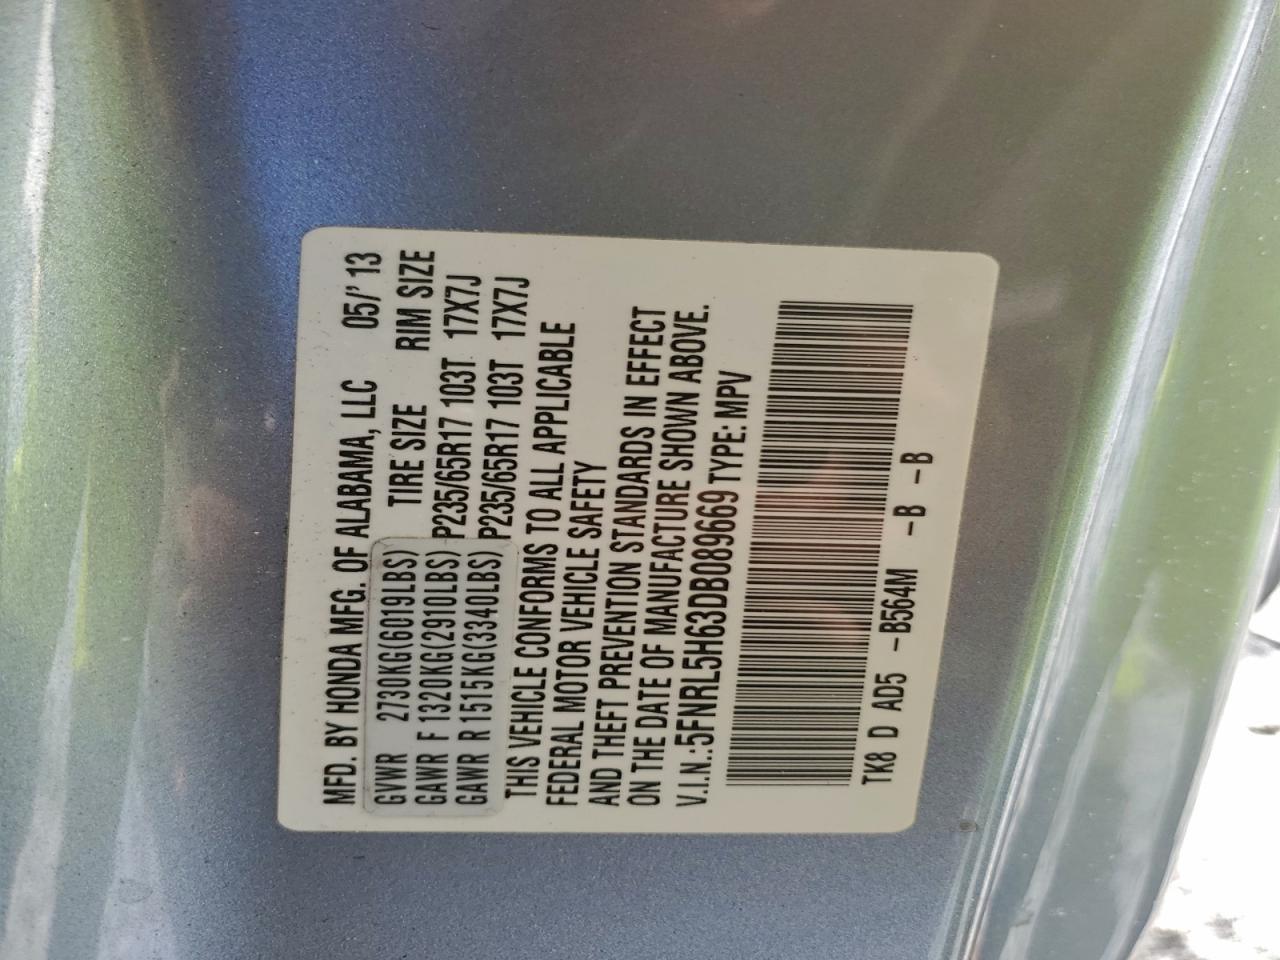 MFD. BY HONDA MFG. OF ALABAMA, LLC 05/' 13
GVWR 2730KG(6019LBS) TIRE SIZE RIM SIZE
GAWR F 1320KG(2910LBS) P235/65R17 103T 17X7J
GAWR R 1515KG(3340LBS) P235/65R17 103T 17X7J
THIS VEHICLE CONFORMS TO ALL APPLICABLE
FEDERAL MOTOR VEHICLE SAFETY
AND THEFT PREVENTION STANDARDS IN EFFECT
ON THE DATE OF MANUFACTURE SHOWN ABOVE.
V.I.N.:5FNRL5H63DB089669 TYPE: MPV
TK8 D AD5 -B564M -B -B